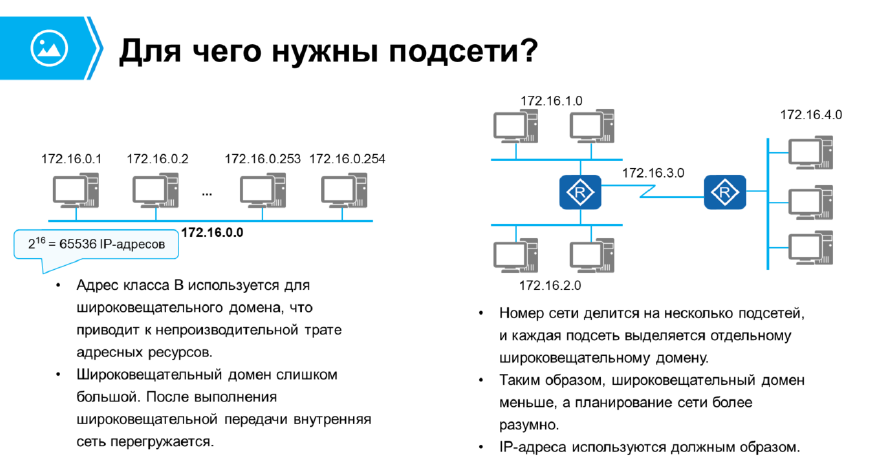 Для чего нужны подсети?
172.16.0.1
172.16.0.2
...
172.16.0.253
172.16.0.254
172.16.0.0
2¹⁶ = 65536 IP-адресов
• Адрес класса B используется для
широковещательного домена, что
приводит к непроизводительной трате
адресных ресурсов.
• Широковещательный домен слишком
большой. После выполнения
широковещательной передачи внутренняя
сеть перегружается.
172.16.1.0
172.16.4.0
172.16.3.0
R
R
172.16.2.0
• Номер сети делится на несколько подсетей,
и каждая подсеть выделяется отдельному
широковещательному домену.
• Таким образом, широковещательный домен
меньше, а планирование сети более
разумно.
• IP-адреса используются должным образом.